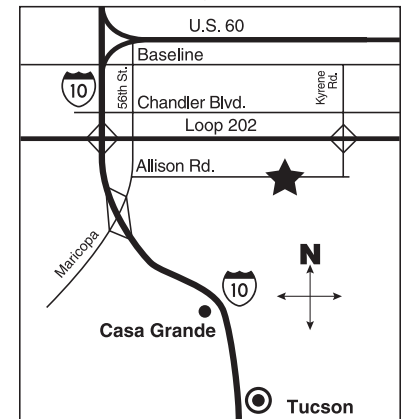 U.S. 60
Baseline
10
56th St.
Kyrene
Rd.
Chandler Blvd.
Loop 202
Allison Rd.
Maricopa
N
10
Casa Grande
Tucson